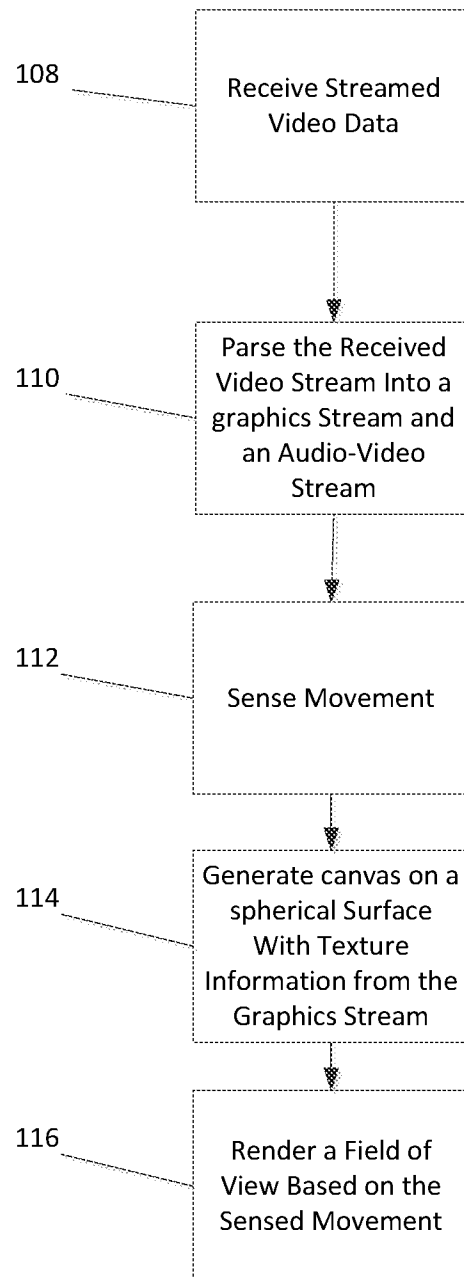 108
Receive Streamed
Video Data
110
Parse the Received
Video Stream Into a
graphics Stream and
an Audio-Video
Stream
112
Sense Movement
114
Generate canvas on a
spherical Surface
With Texture
Information from the
Graphics Stream
116
Render a Field of
View Based on the
Sensed Movement